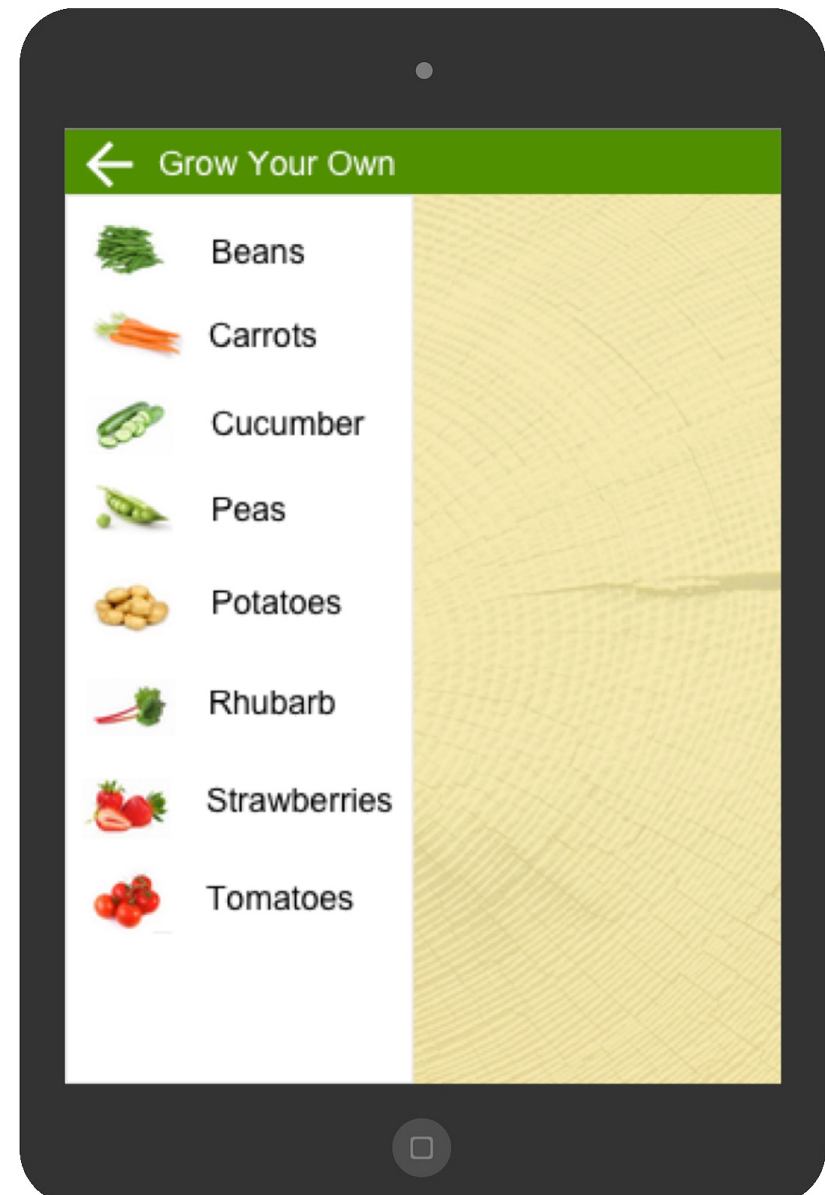 Grow Your Own
Beans
Carrots
Cucumber
Peas
Potatoes
Rhubarb
Strawberries
Tomatoes